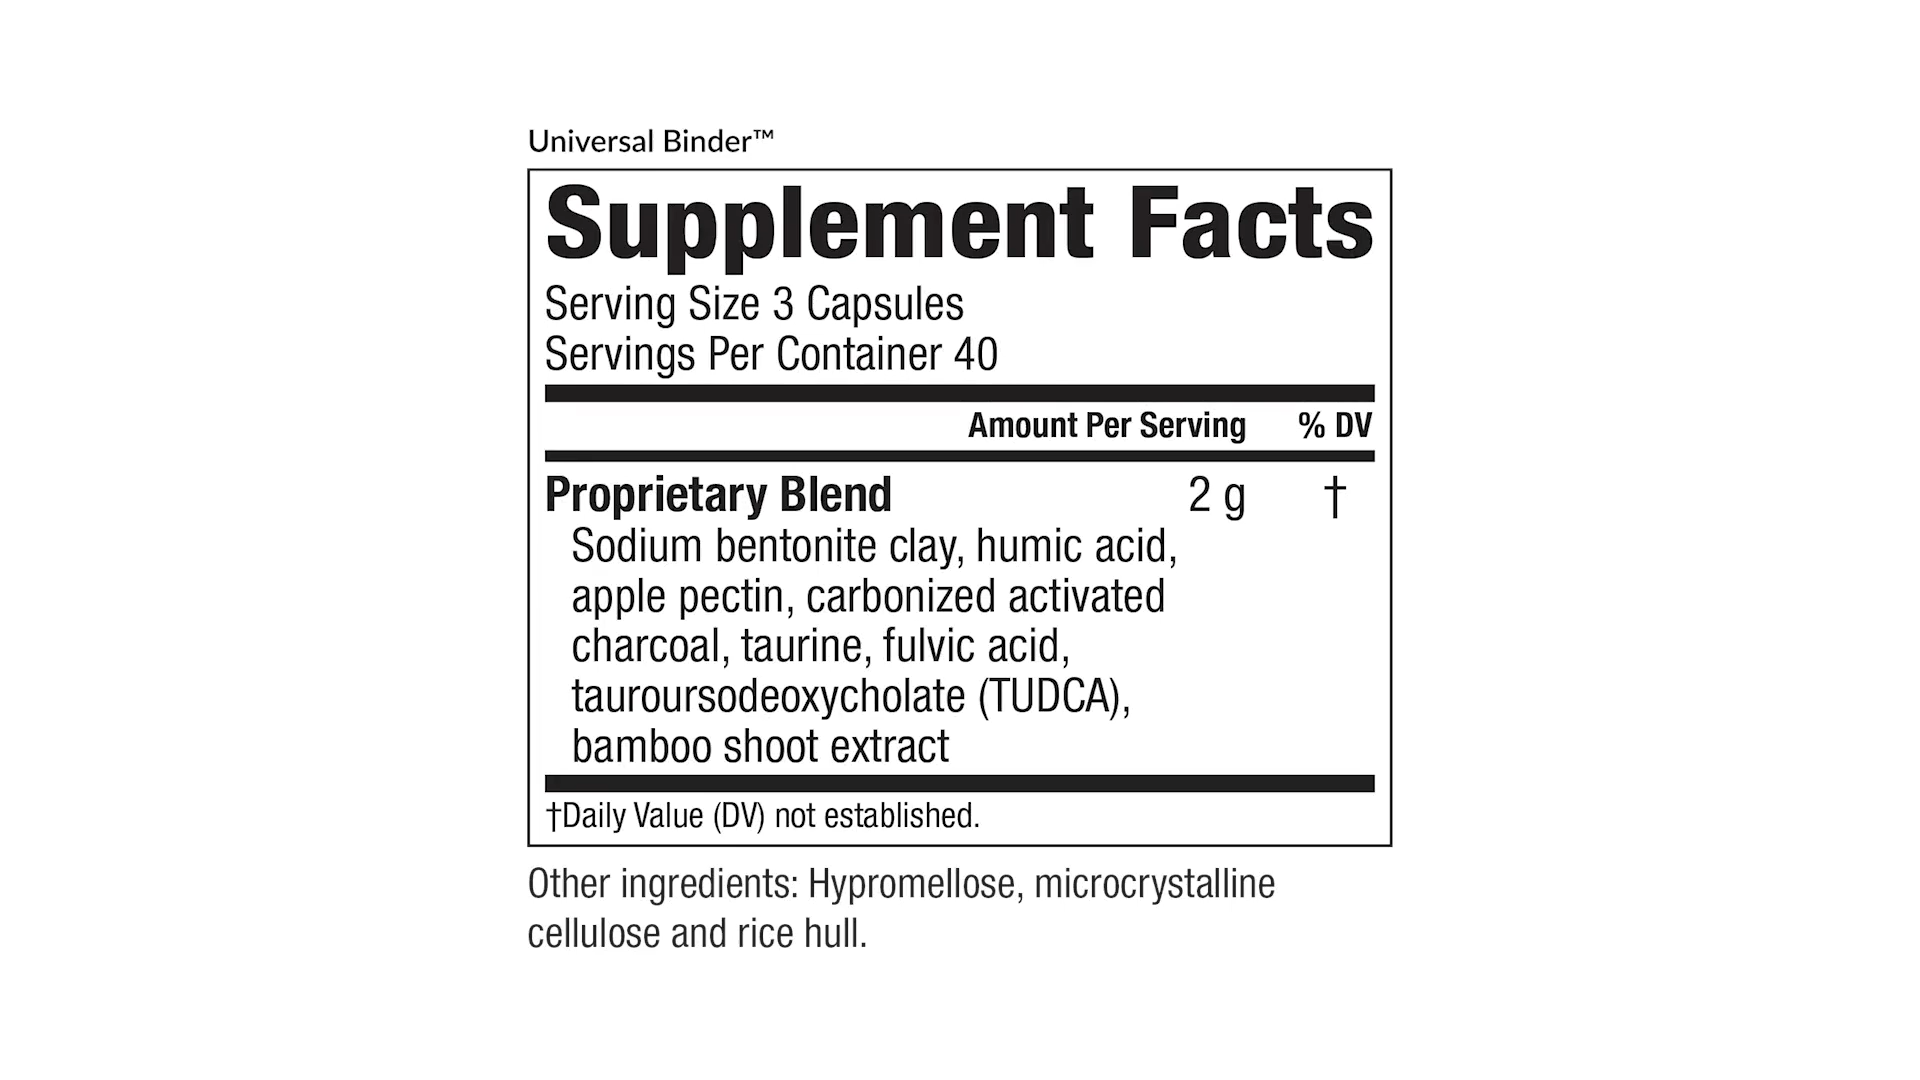 Universal Binder™
Supplement Facts
Serving Size 3 Capsules
Servings Per Container 40
Amount Per Serving % DV
Proprietary Blend 2 g †
Sodium bentonite clay, humic acid,
apple pectin, carbonized activated
charcoal, taurine, fulvic acid,
tauroursodeoxycholate (TUDCA),
bamboo shoot extract
†Daily Value (DV) not established.
Other ingredients: Hypromellose, microcrystalline
cellulose and rice hull.